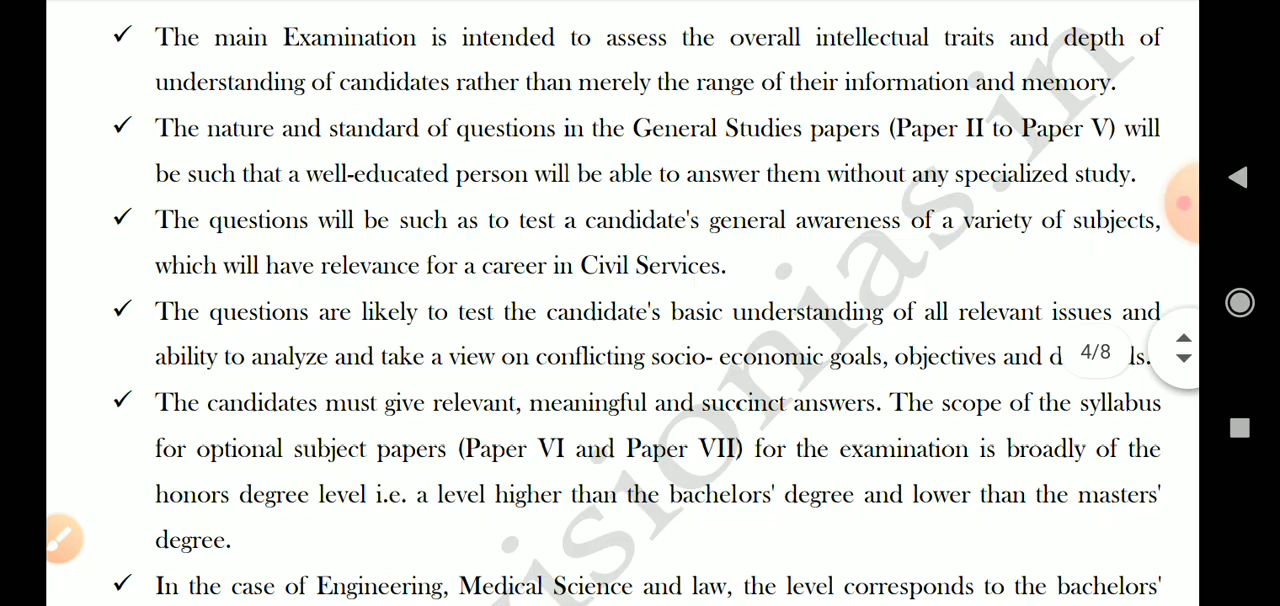 ✓ The main Examination is intended to assess the overall intellectual traits and depth of
understanding of candidates rather than merely the range of their information and memory.
✓ The nature and standard of questions in the General Studies papers (Paper II to Paper V) will
be such that a well-educated person will be able to answer them without any specialized study.
✓ The questions will be such as to test a candidate's general awareness of a variety of subjects,
which will have relevance for a career in Civil Services.
✓ The questions are likely to test the candidate's basic understanding of all relevant issues and
ability to analyze and take a view on conflicting socio- economic goals, objectives and
4/8
✓ The candidates must give relevant, meaningful and succinct answers. The scope of the syllabus
for optional subject papers (Paper VI and Paper VII) for the examination is broadly of the
honors degree level i.e. a level higher than the bachelors' degree and lower than the masters'
degree.
✓ In the case of Engineering, Medical Science and law, the level corresponds to the bachelors'
visionias.in